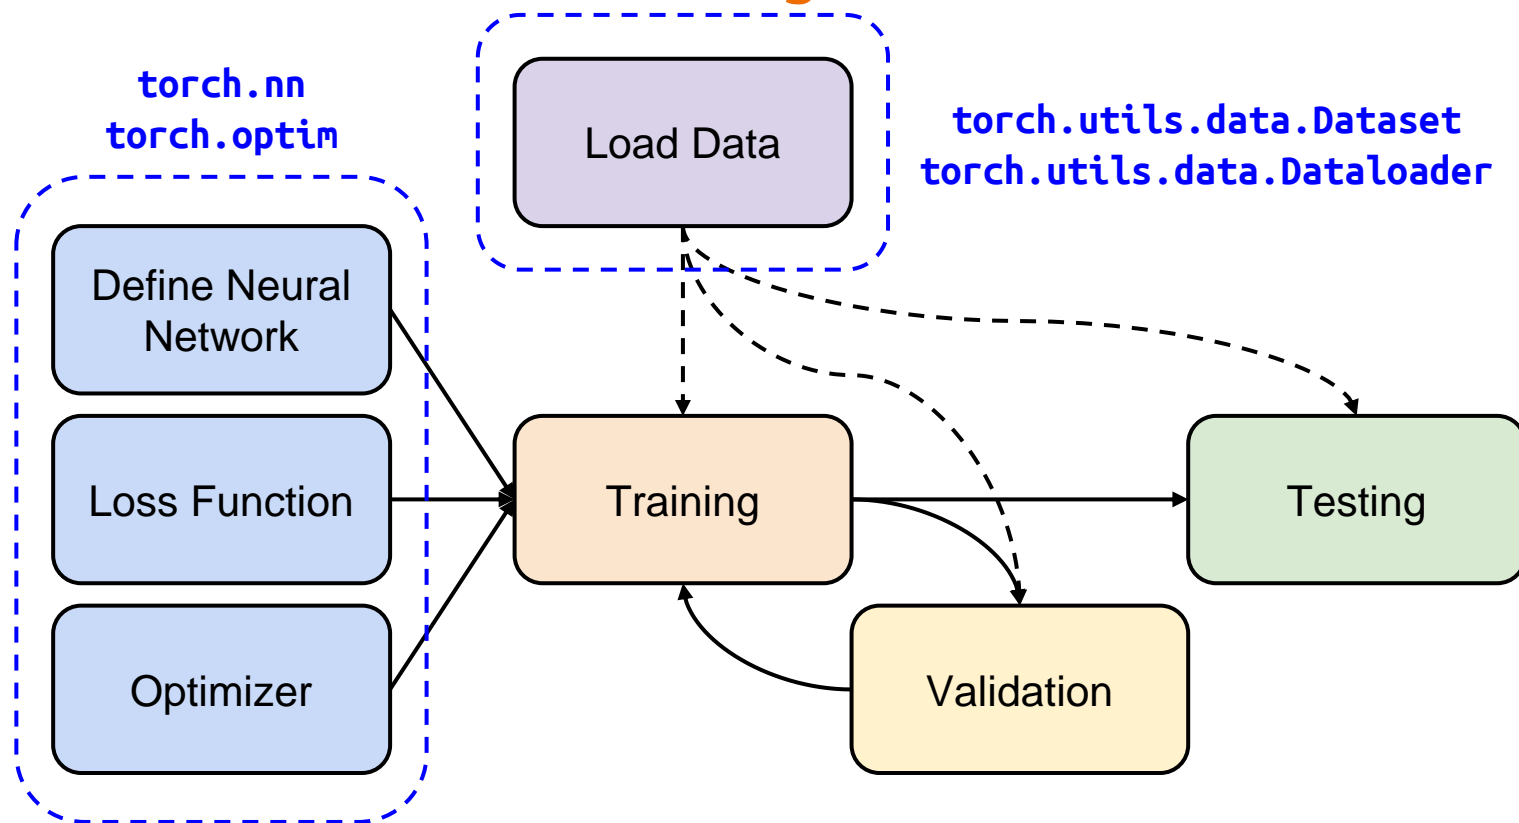 torch.nn
torch.optim
Load Data
torch.utils.data.Dataset
torch.utils.data.Dataloader
Define Neural
Network
Loss Function
Training
Testing
Optimizer
Validation